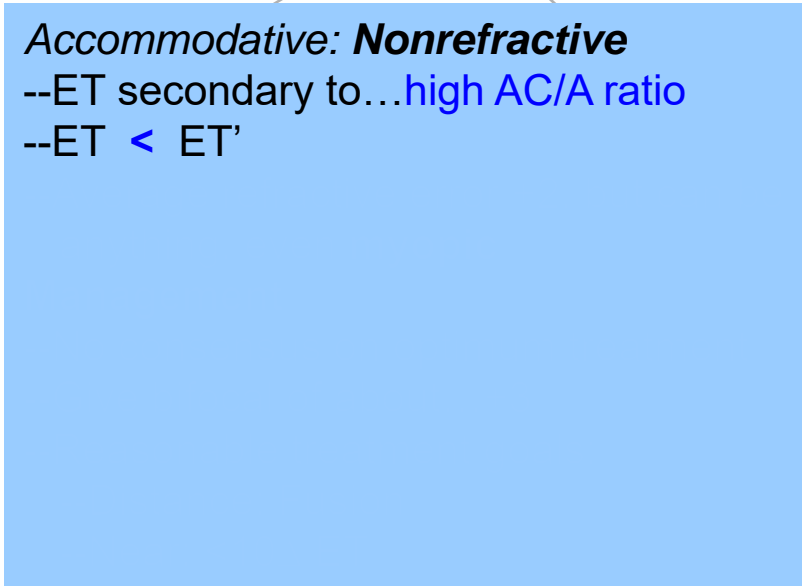 Accommodative: Nonrefractive
--ET secondary to…high AC/A ratio
--ET < ET’